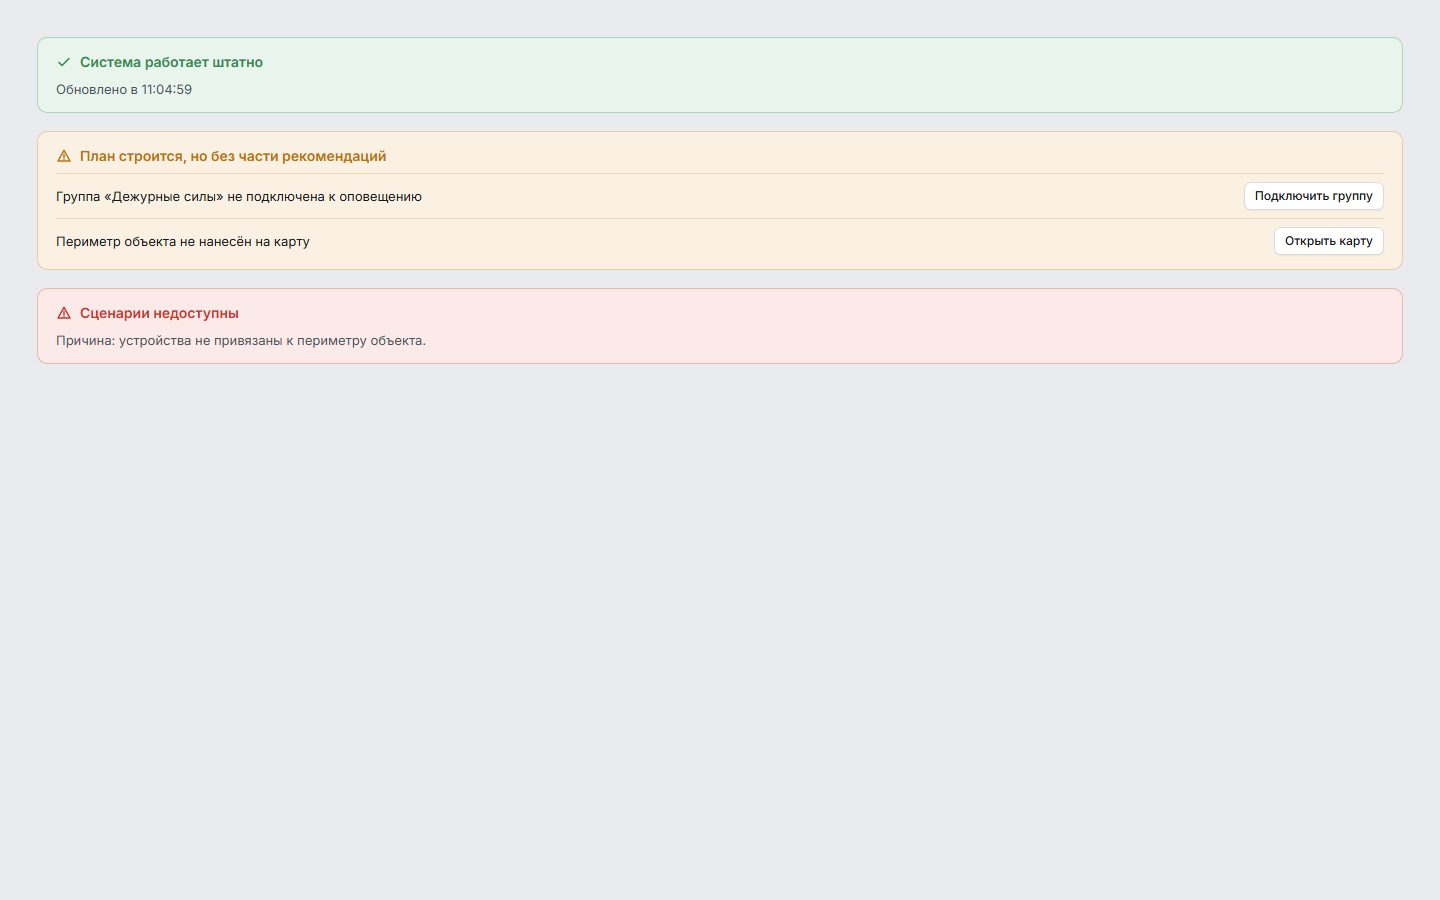 Система работает штатно
Обновлено в 11:04:59
План строится, но без части рекомендаций
Группа «Дежурные силы» не подключена к оповещению
Подключить группу
Периметр объекта не нанесён на карту
Открыть карту
Сценарии недоступны
Причина: устройства не привязаны к периметру объекта.